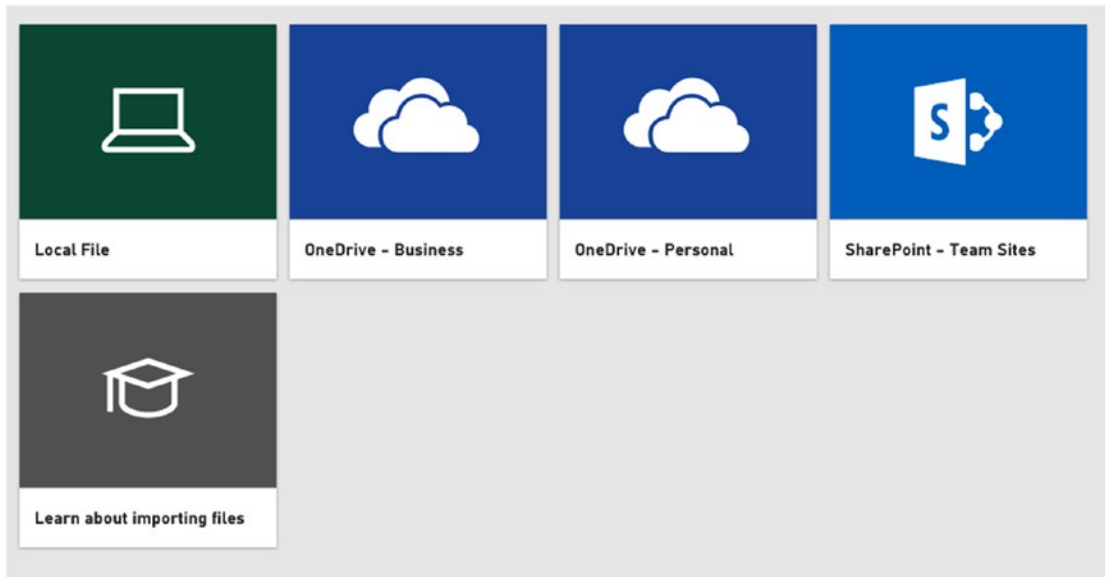 Local File
OneDrive - Business
OneDrive - Personal
S
SharePoint - Team Sites
Learn about importing files